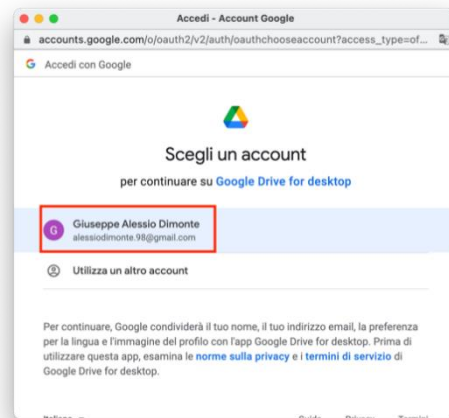 Accedi - Account Google
accounts.google.com/o/oauth2/v2/auth/oauthchooseaccount?access_type=of...
Accedi con Google
Scegli un account
per continuare su Google Drive for desktop
G
Giuseppe Alessio Dimonte
alessiodimonte.98@gmail.com
Utilizza un altro account
Per continuare, Google condividerà il tuo nome, il tuo indirizzo email, la preferenza
per la lingua e l'immagine del profilo con l'app Google Drive for desktop. Prima di
utilizzare questa app, esamina le norme sulla privacy e i termini di servizio di
Google Drive for desktop.
Italiano Guida Privacy Termini